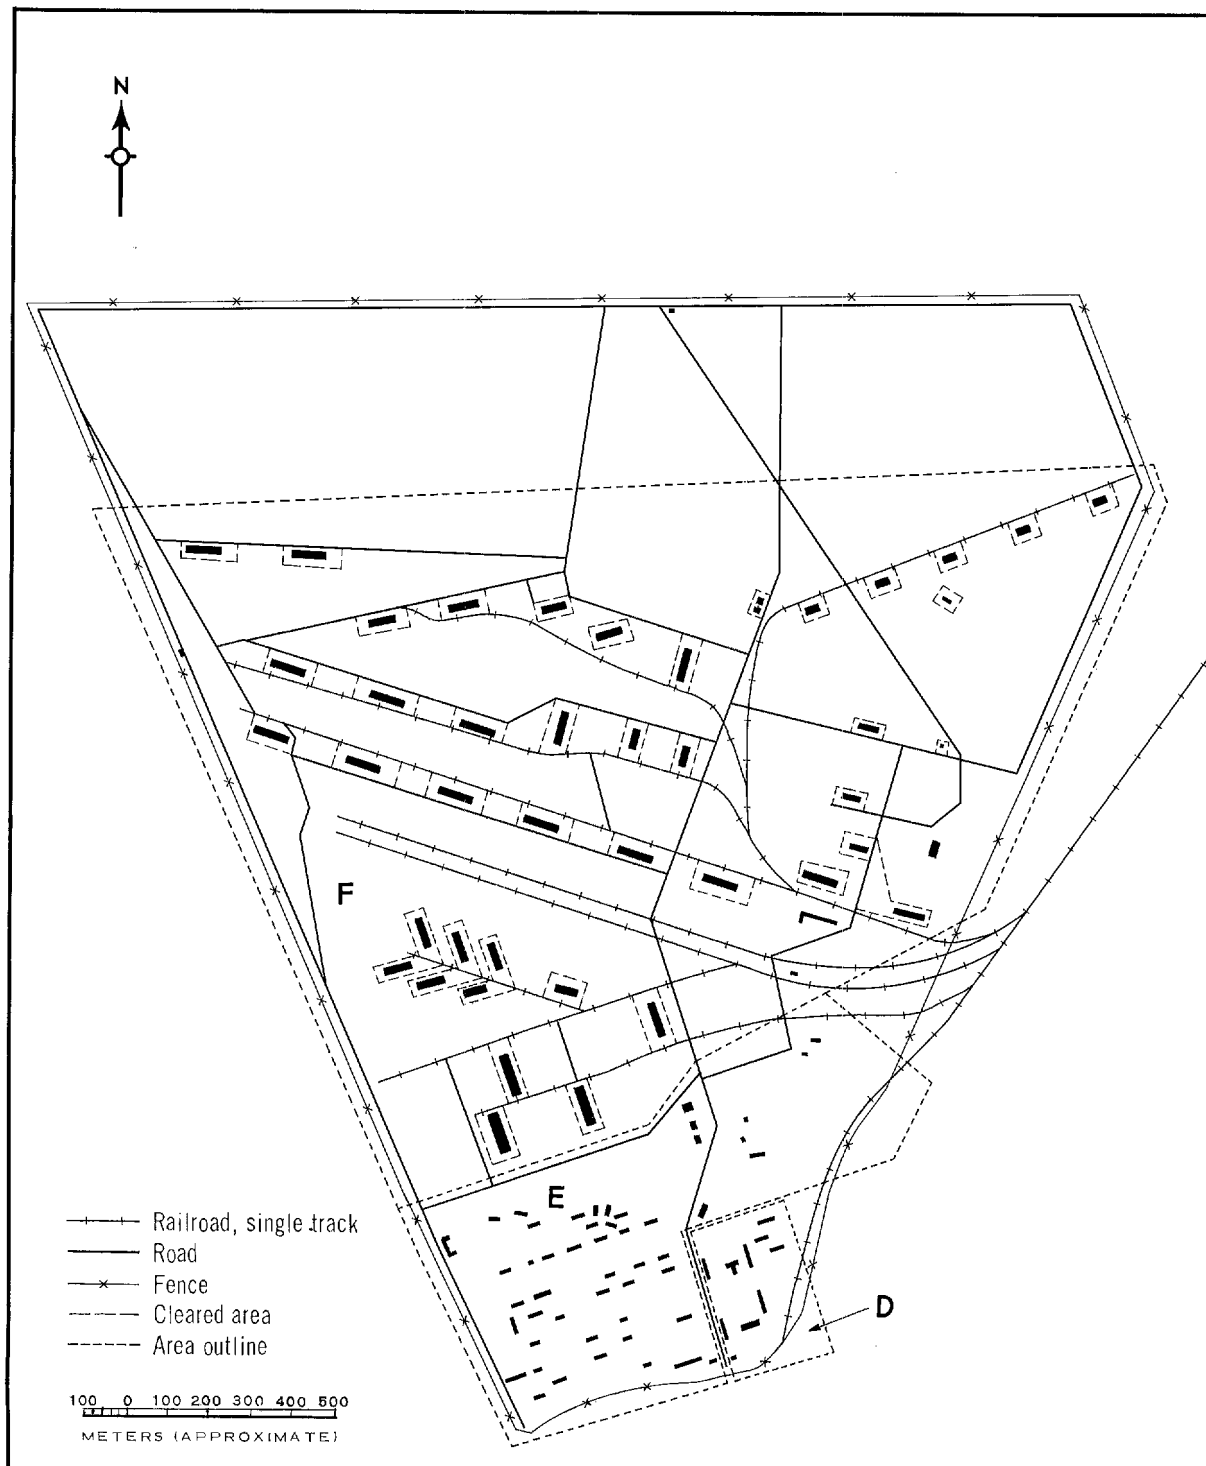 N
F
E
D
Railroad, single track
Road
Fence
Cleared area
Area outline
100 0 100 200 300 400 500
METERS (APPROXIMATE)